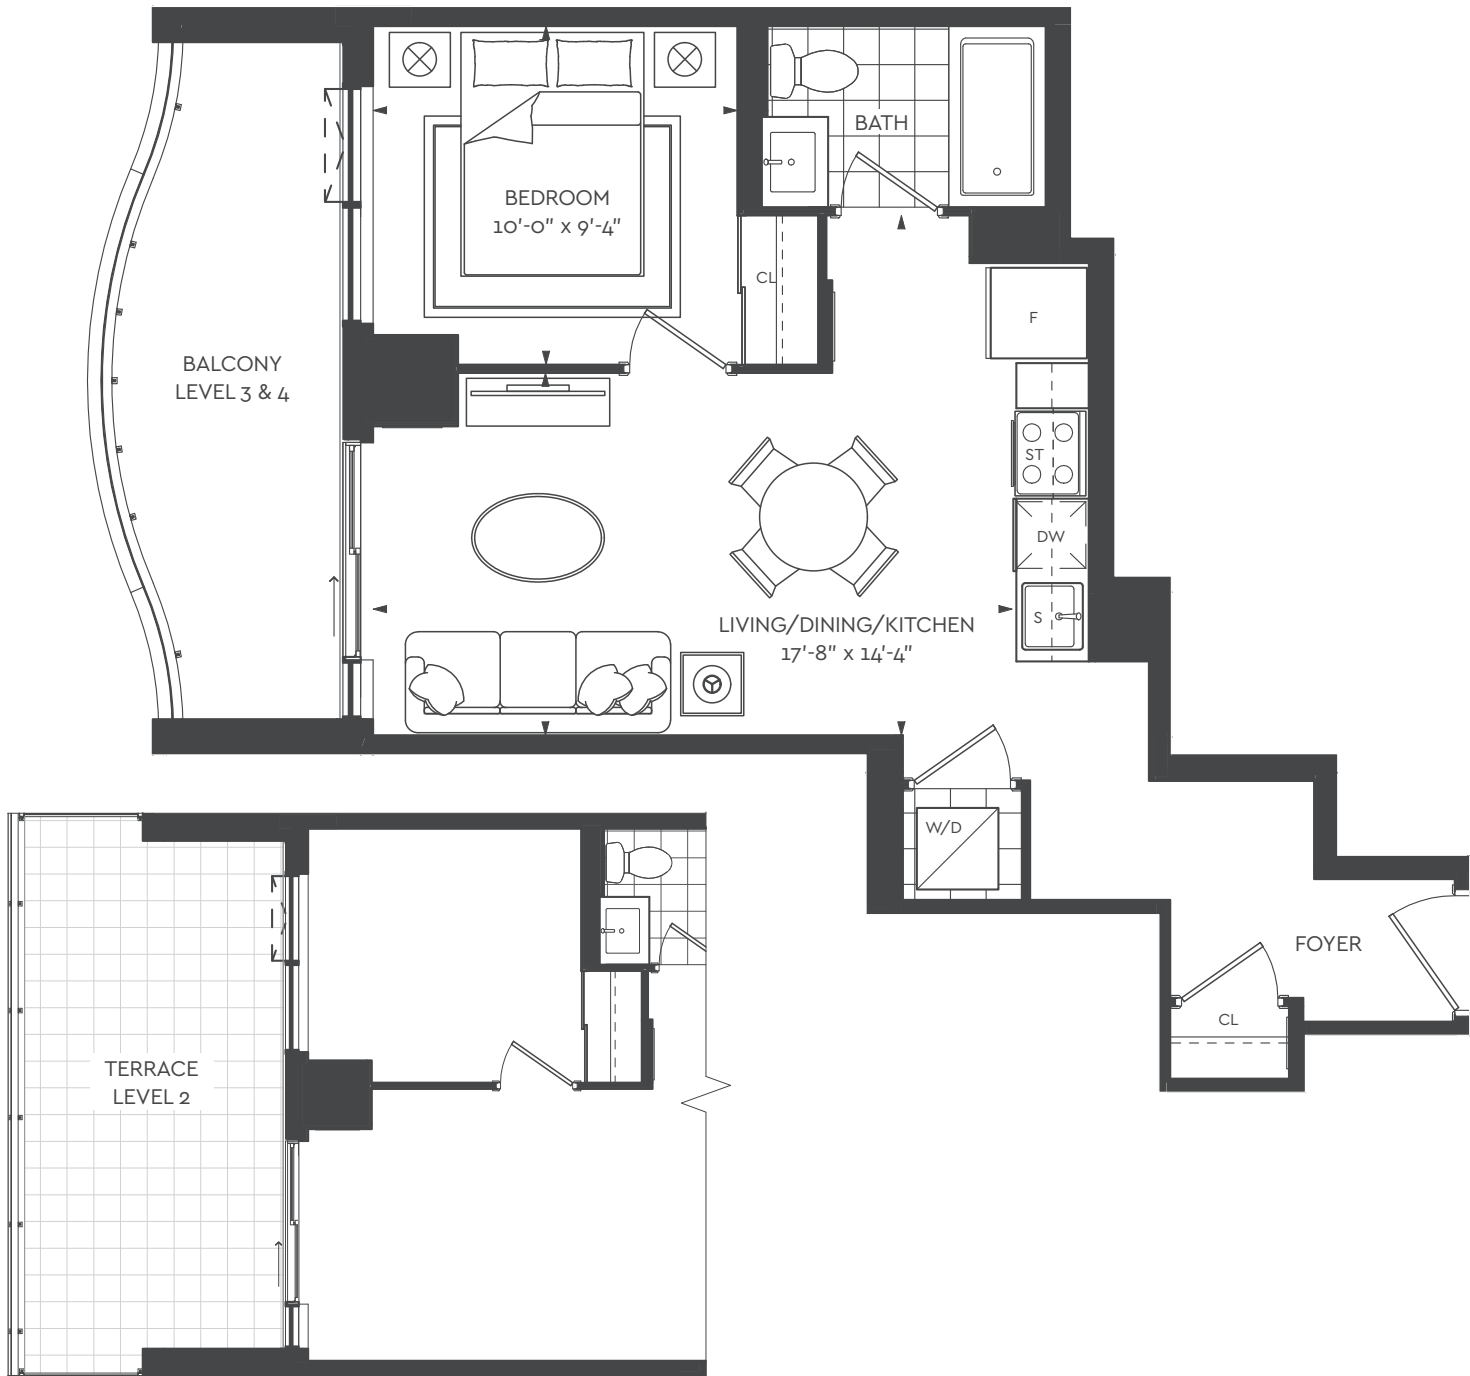 BATH
BEDROOM
10'-0" x 9'-4"
CL
F
BALCONY
LEVEL 3 & 4
ST
DW
S
LIVING/DINING/KITCHEN
17'-8" x 14'-4"
W/D
FOYER
CL
TERRACE
LEVEL 2